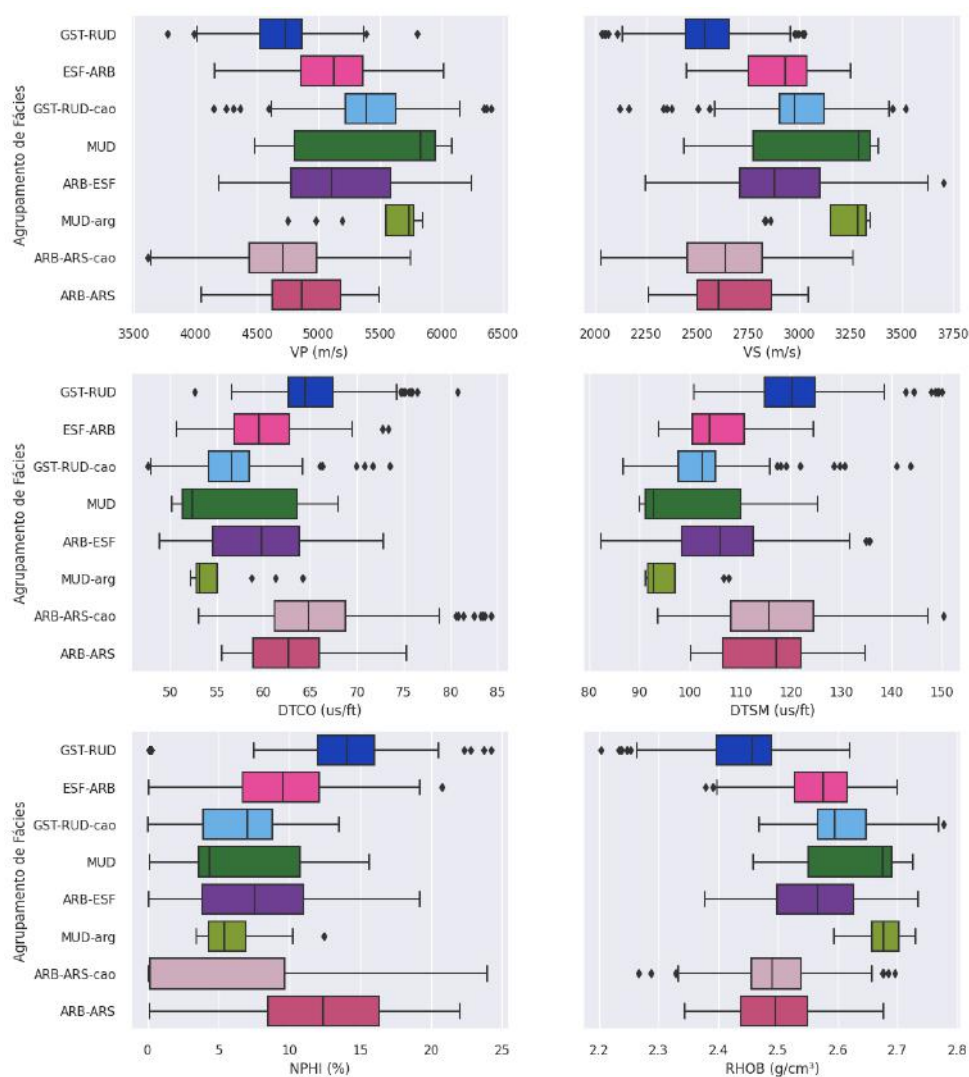 Agrupamento de Fácies
GST-RUD
ESF-ARB
GST-RUD-cao
MUD
ARB-ESF
MUD-arg
ARB-ARS-cao
ARB-ARS
3500 4000 4500 5000 5500 6000 6500
VP (m/s)
2000 2250 2500 2750 3000 3250 3500 3750
VS (m/s)
Agrupamento de Fácies
GST-RUD
ESF-ARB
GST-RUD-cao
MUD
ARB-ESF
MUD-arg
ARB-ARS-cao
ARB-ARS
50 55 60 65 70 75 80 85
DTCO (us/ft)
80 90 100 110 120 130 140 150
DTSM (us/ft)
Agrupamento de Fácies
GST-RUD
ESF-ARB
GST-RUD-cao
MUD
ARB-ESF
MUD-arg
ARB-ARS-cao
ARB-ARS
0 5 10 15 20 25
NPHI (%)
2.2 2.3 2.4 2.5 2.6 2.7 2.8
RHOB (g/cm³)